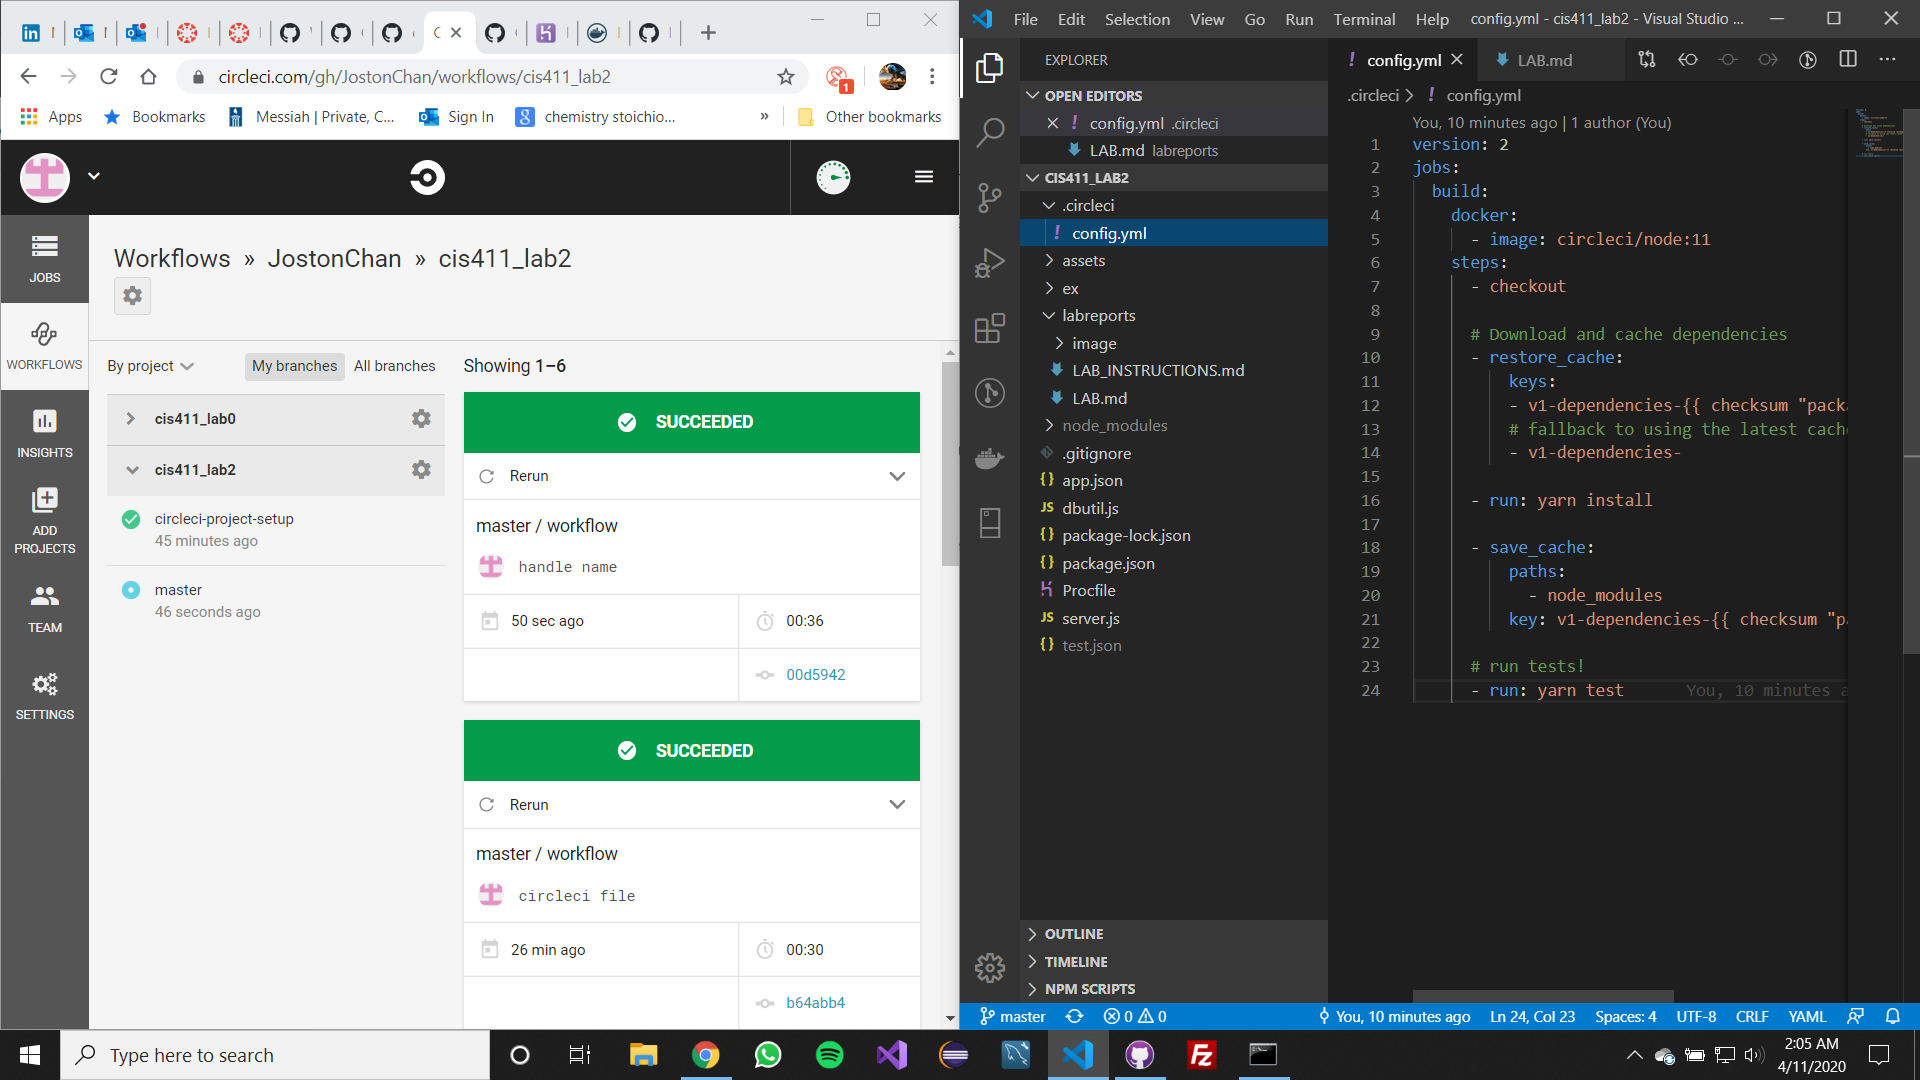 circleci.com/gh/JostonChan/workflows/cis411_lab2
1
Apps
Bookmarks
Messiah | Private, C...
Sign In
chemistry stoichio...
»
Other bookmarks
JOBS
WORKFLOWS
INSIGHTS
ADD
PROJECTS
TEAM
SETTINGS
Workflows » JostonChan » cis411_lab2
By project
My branches
All branches
cis411_lab0
cis411_lab2
circleci-project-setup
45 minutes ago
master
46 seconds ago
Showing 1–6
SUCCEEDED
Rerun
master / workflow
handle name
50 sec ago
00:36
00d5942
SUCCEEDED
Rerun
master / workflow
circleci file
26 min ago
00:30
b64abb4
File Edit Selection View Go Run Terminal Help
config.yml - cis411_lab2 - Visual Studio ...
EXPLORER
OPEN EDITORS
config.yml .circleci
LAB.md labreports
CIS411_LAB2
.circleci
config.yml
assets
ex
labreports
image
LAB_INSTRUCTIONS.md
LAB.md
node_modules
.gitignore
app.json
JS dbutil.js
package-lock.json
package.json
Procfile
JS server.js
test.json
OUTLINE
TIMELINE
NPM SCRIPTS
config.yml
LAB.md
.circleci > ! config.yml
You, 10 minutes ago | 1 author (You)
1 version: 2
2 jobs:
3 build:
4 docker:
5 - image: circleci/node:11
6 steps:
7 - checkout
8
9 # Download and cache dependencies
10 - restore_cache:
11 keys:
12 - v1-dependencies-{{ checksum "packa
13 # fallback to using the latest cach
14 - v1-dependencies-
15
16 - run: yarn install
17
18 - save_cache:
19 paths:
20 - node_modules
21 key: v1-dependencies-{{ checksum "pa
22
23 # run tests!
24 - run: yarn test You, 10 minutes a
master
0 0
You, 10 minutes ago
Ln 24, Col 23
Spaces: 4
UTF-8
CRLF
YAML
Type here to search
2:05 AM
4/11/2020